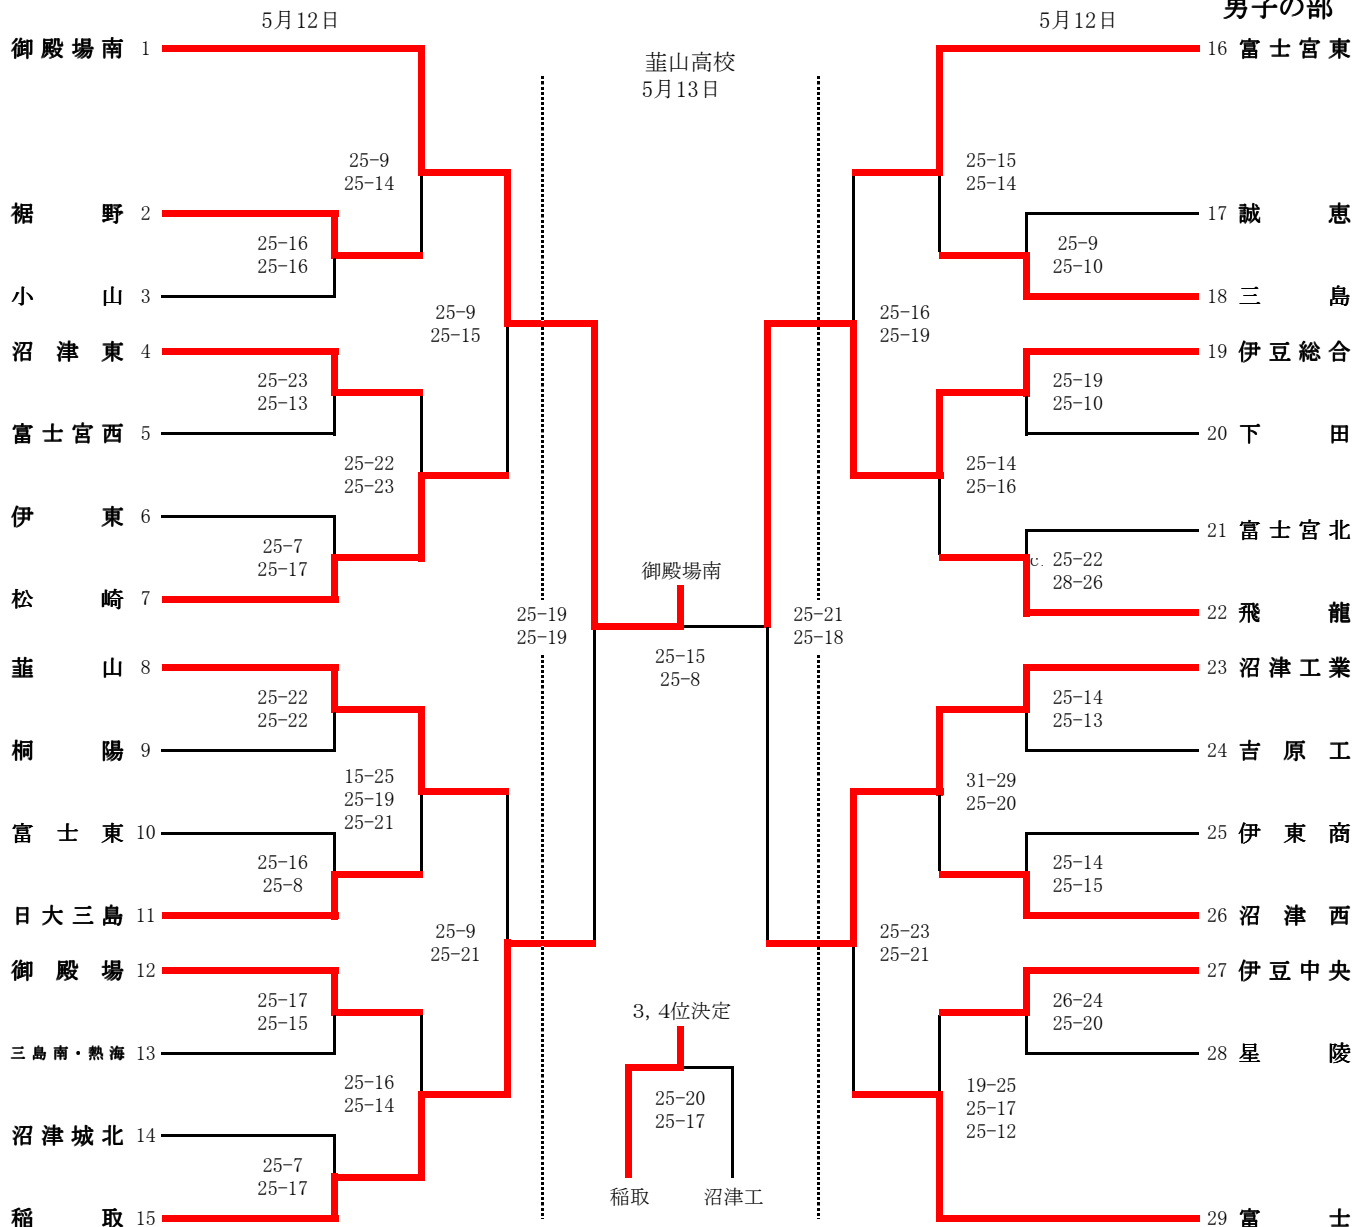 男子の部
5月12日
5月12日
韮山高校
5月13日
御殿場南 1
25-9
25-14
裾野 2
25-16
25-16
小山 3
25-9
25-15
沼津東 4
25-23
25-13
富士宮西 5
25-22
25-23
伊東 6
25-7
25-17
松崎 7
25-19
25-19
韮山 8
25-22
25-22
桐陽 9
15-25
25-19
25-21
富士東 10
25-16
25-8
日大三島 11
25-9
25-21
御殿場 12
25-17
25-15
三島南・熱海 13
25-16
25-14
沼津城北 14
25-7
25-17
稲取 15
御殿場南
25-15
25-8
3, 4位決定
25-20
25-17
稲取 沼津工
16 富士宮東
25-15
25-14
17 誠恵
25-9
25-10
18 三島
25-16
25-19
19 伊豆総合
25-19
25-10
20 下田
25-14
25-16
21 富士宮北
25-22
28-26
22 飛龍
25-21
25-18
23 沼津工業
25-14
25-13
24 吉原工
31-29
25-20
25 伊東商
25-14
25-15
26 沼津西
25-23
25-21
27 伊豆中央
26-24
25-20
28 星陵
19-25
25-17
25-12
29 富士